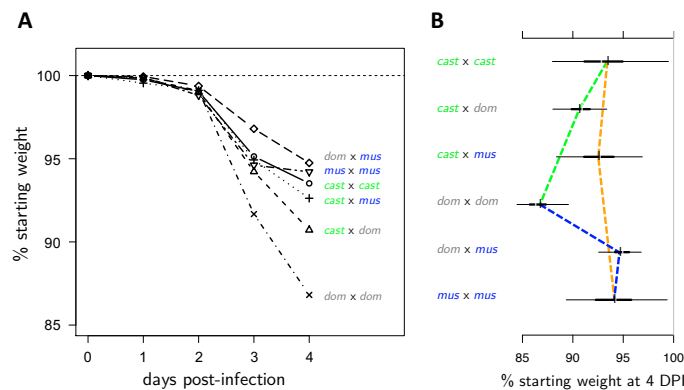 A
100
95
90
85
% starting weight
0 1 2 3 4
days post-infection
dom x mus
mus x mus
cast x cast
cast x mus
cast x dom
dom x dom
B
cast x cast
cast x dom
cast x mus
dom x dom
dom x mus
mus x mus
85 90 95 100
% starting weight at 4 DPI